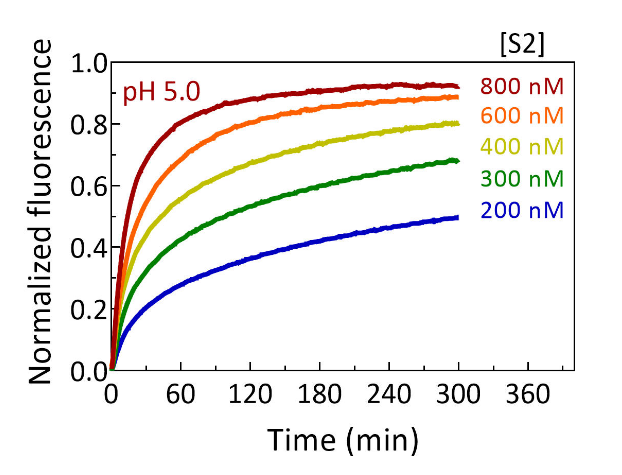 [S2]
1.0
pH 5.0
800 nM
600 nM
0.8
400 nM
0.6
300 nM
200 nM
0.4
0.2
0.0
Normalized fluorescence
0 60 120 180 240 300 360
Time (min)